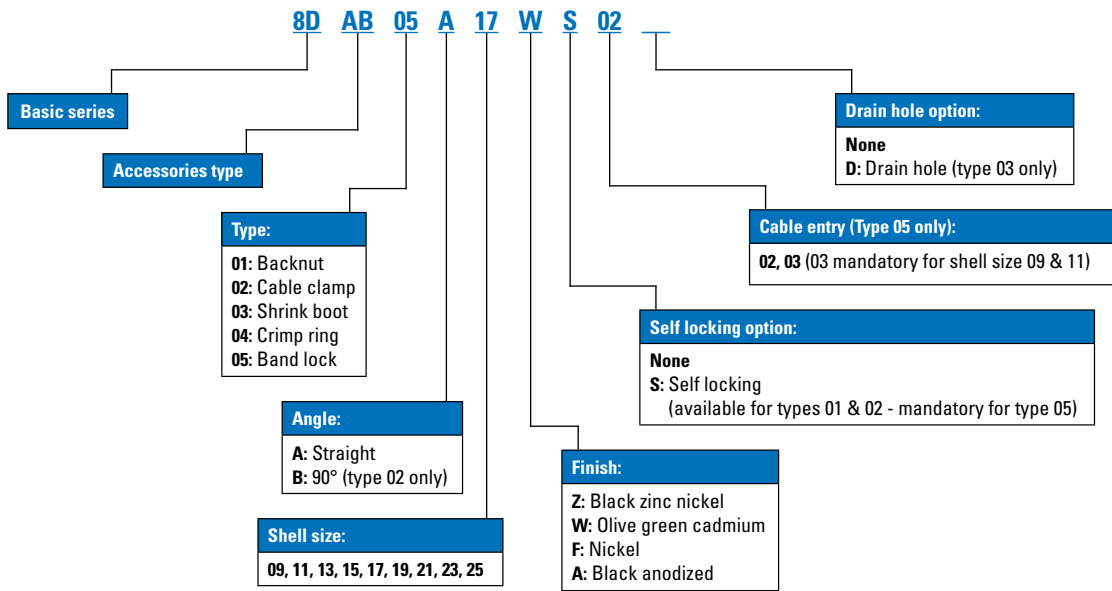 8D AB 05 A 17 W S 02
Basic series
Accessories type
Type:
01: Backnut
02: Cable clamp
03: Shrink boot
04: Crimp ring
05: Band lock
Angle:
A: Straight
B: 90° (type 02 only)
Shell size:
09, 11, 13, 15, 17, 19, 21, 23, 25
Finish:
Z: Black zinc nickel
W: Olive green cadmium
F: Nickel
A: Black anodized
Self locking option:
None
S: Self locking
(available for types 01 & 02 - mandatory for type 05)
Cable entry (Type 05 only):
02, 03 (03 mandatory for shell size 09 & 11)
Drain hole option:
None
D: Drain hole (type 03 only)